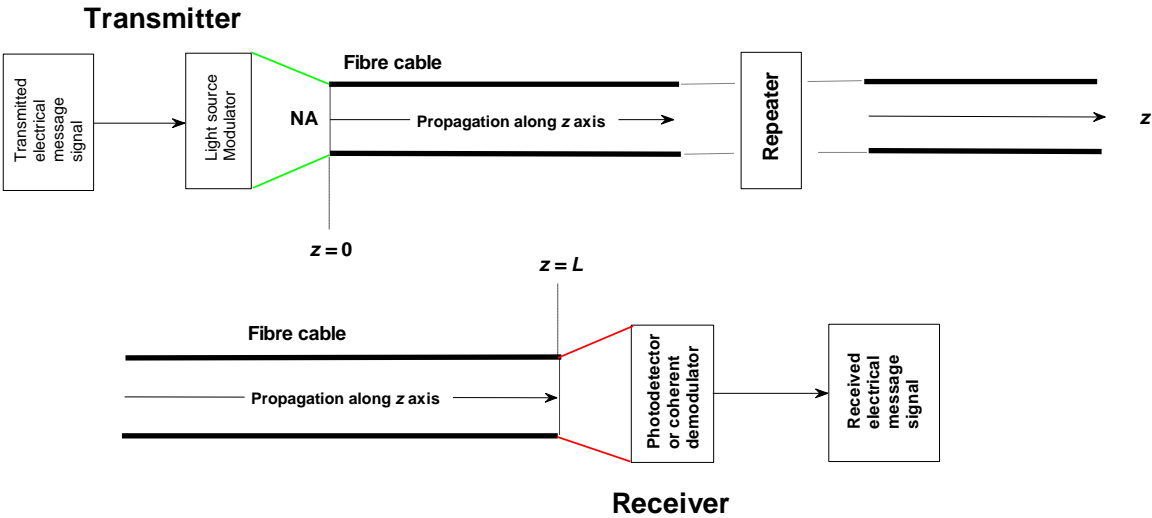 Transmitter
Transmitted
electrical
message
signal
Light source
Modulator
NA
Fibre cable
Propagation along z axis
Repeater
z
z = 0
z = L
Fibre cable
Propagation along z axis
Photodetector
or coherent
demodulator
Received
electrical
message
signal
Receiver